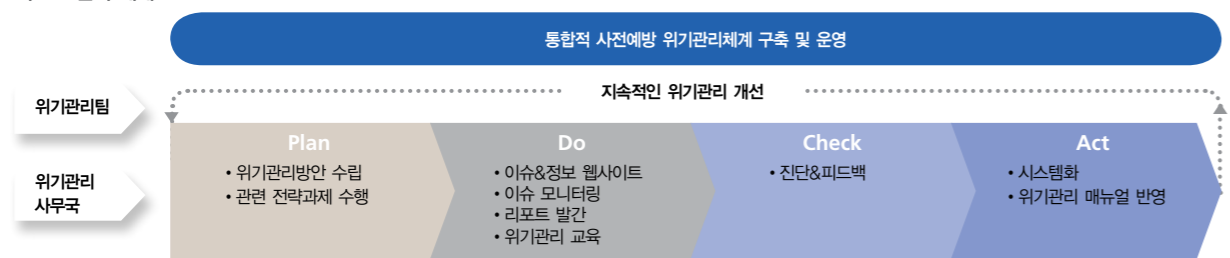 통합적 사전예방 위기관리체계 구축 및 운영
지속적인 위기관리 개선
위기관리팀
위기관리
사무국
Plan
• 위기관리방안 수립
• 관련 전략과제 수행
Do
• 이슈&정보 웹사이트
• 이슈 모니터링
• 리포트 발간
• 위기관리 교육
Check
• 진단&피드백
Act
• 시스템화
• 위기관리 매뉴얼 반영